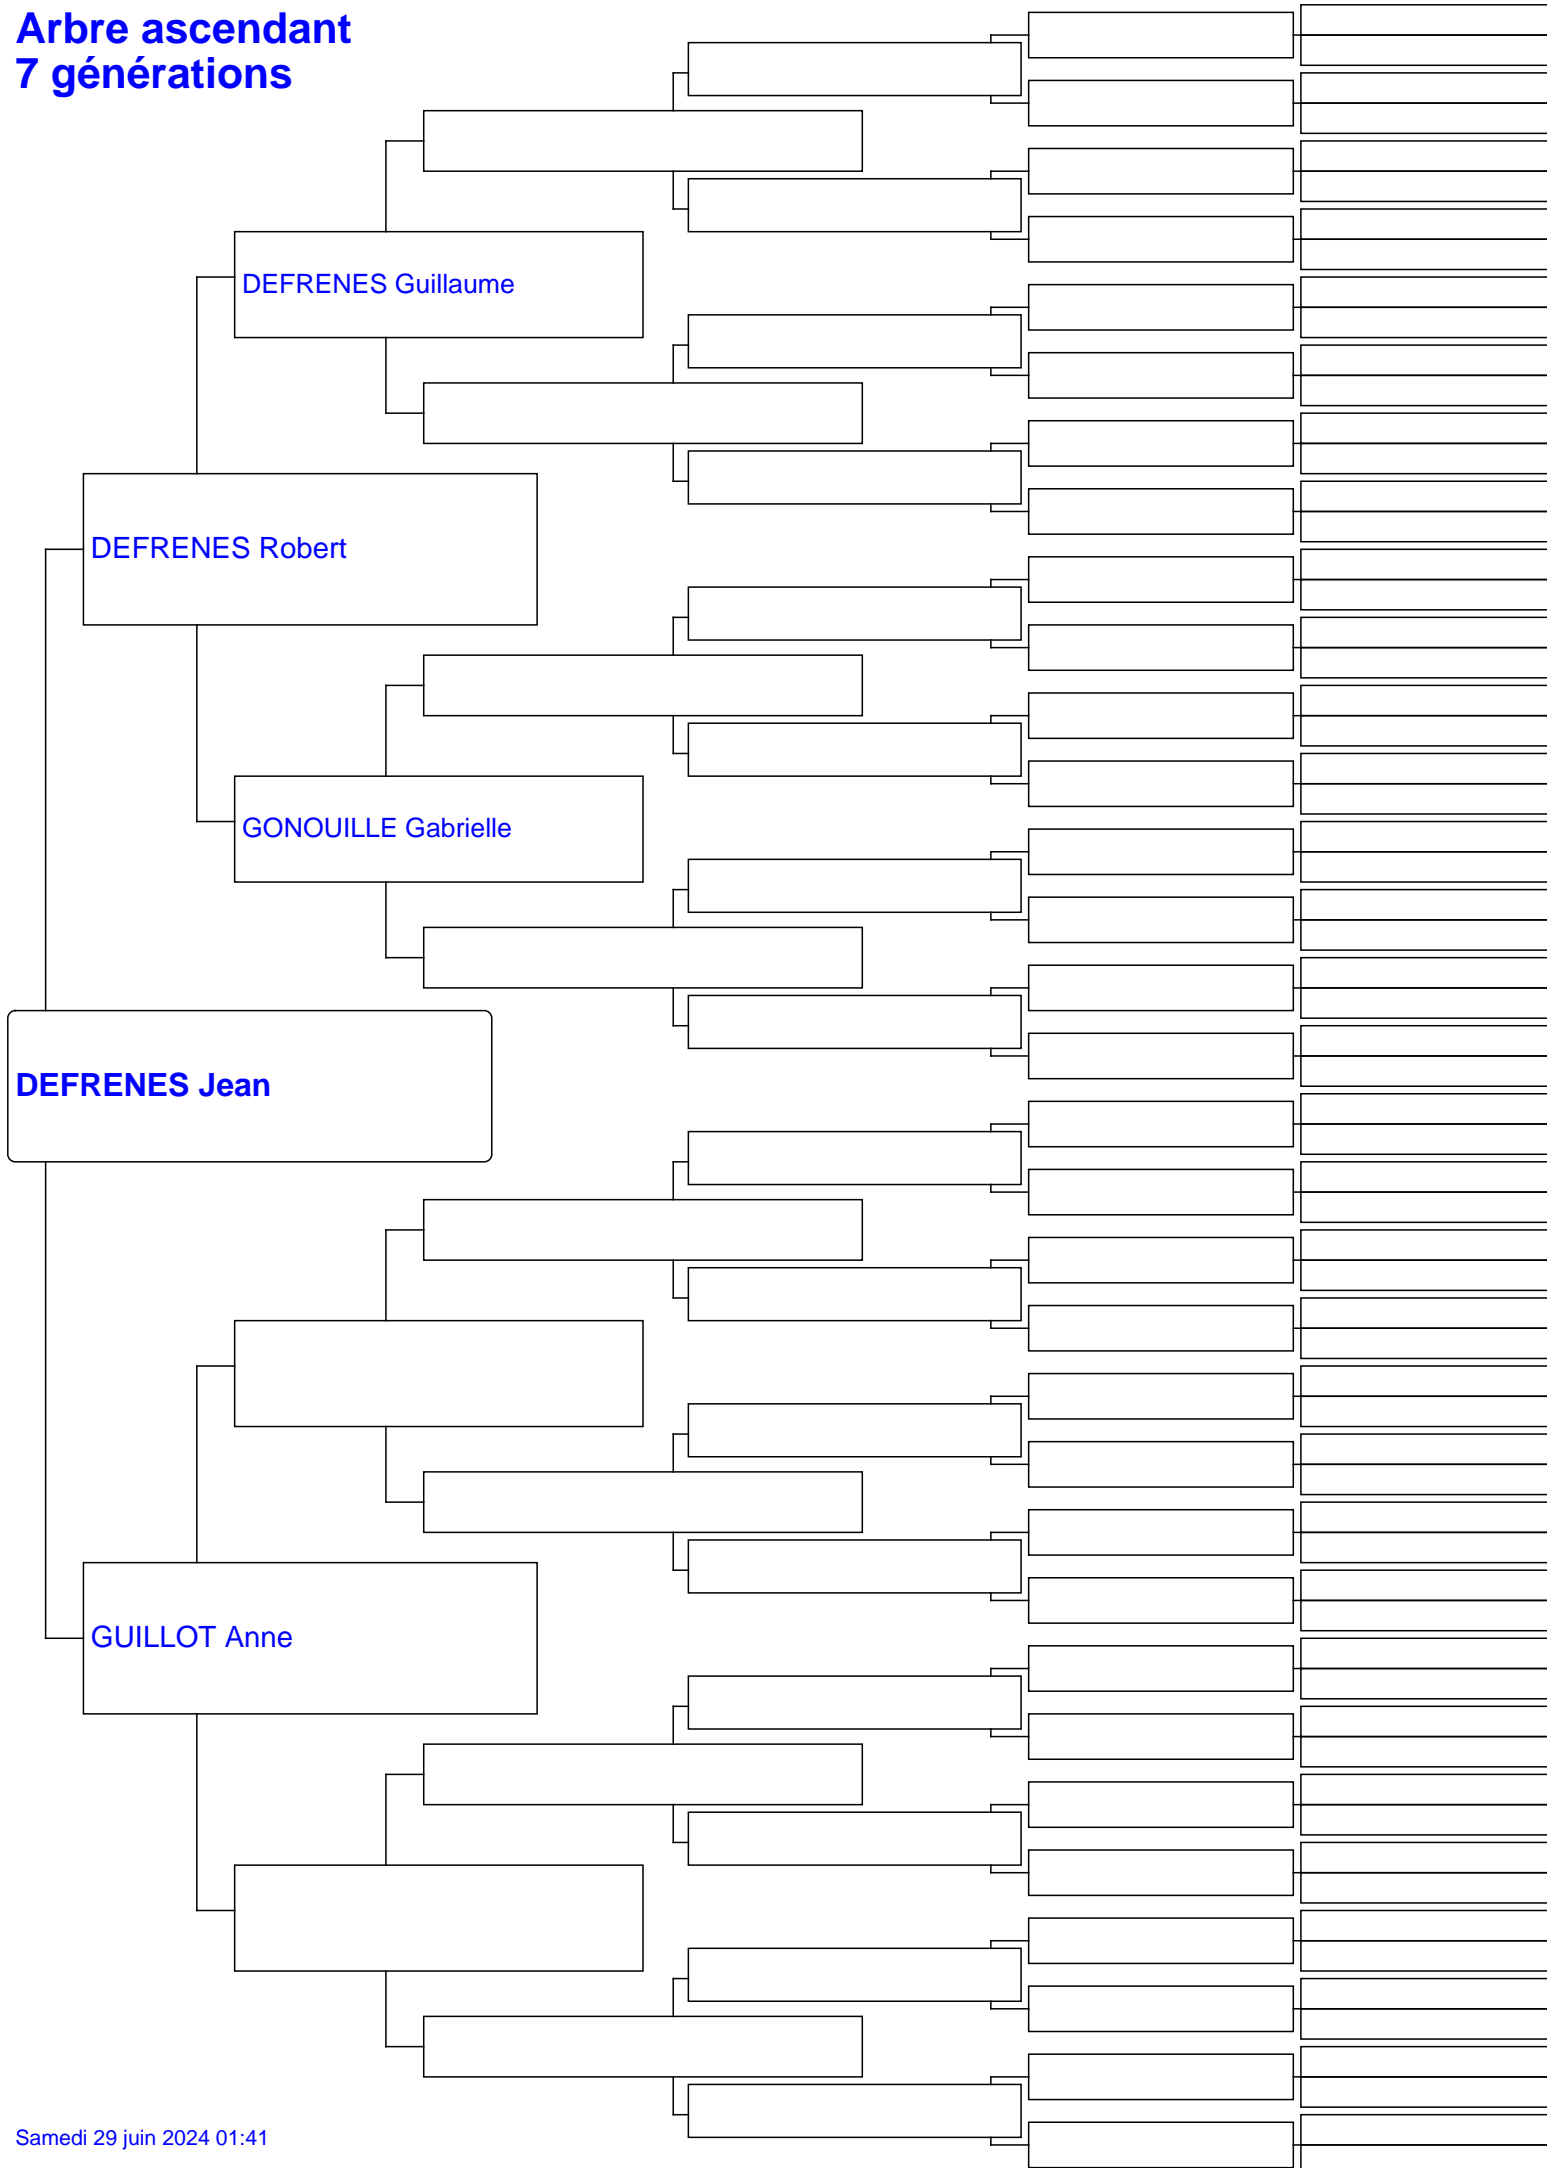 Arbre ascendant
7 générations
DEFRENES Guillaume
DEFRENES Robert
GONOUILLE Gabrielle
DEFRENES Jean
GUILLOT Anne
Samedi 29 juin 2024 01:41